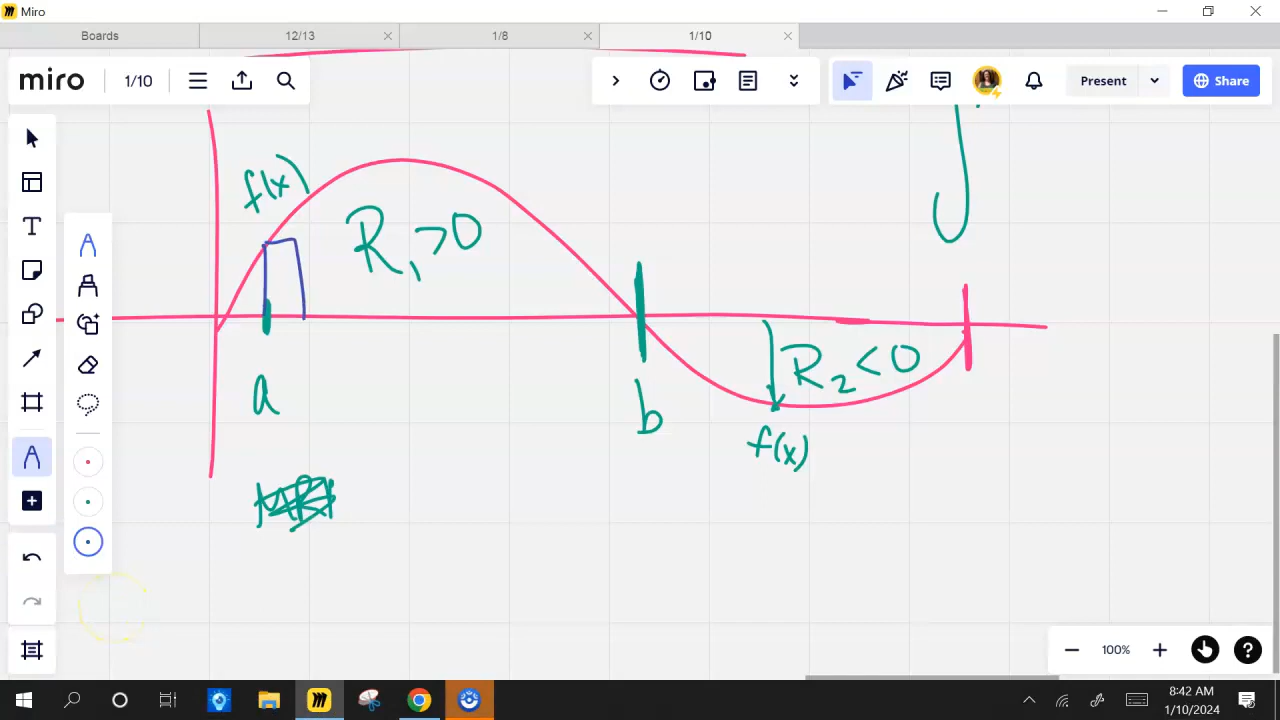 Miro
Boards
12/13
1/8
1/10
miro
1/10
Present
Share
f(x)
R₁>0
R₂<0
a
b
f(x)
100%
8:42 AM
1/10/2024